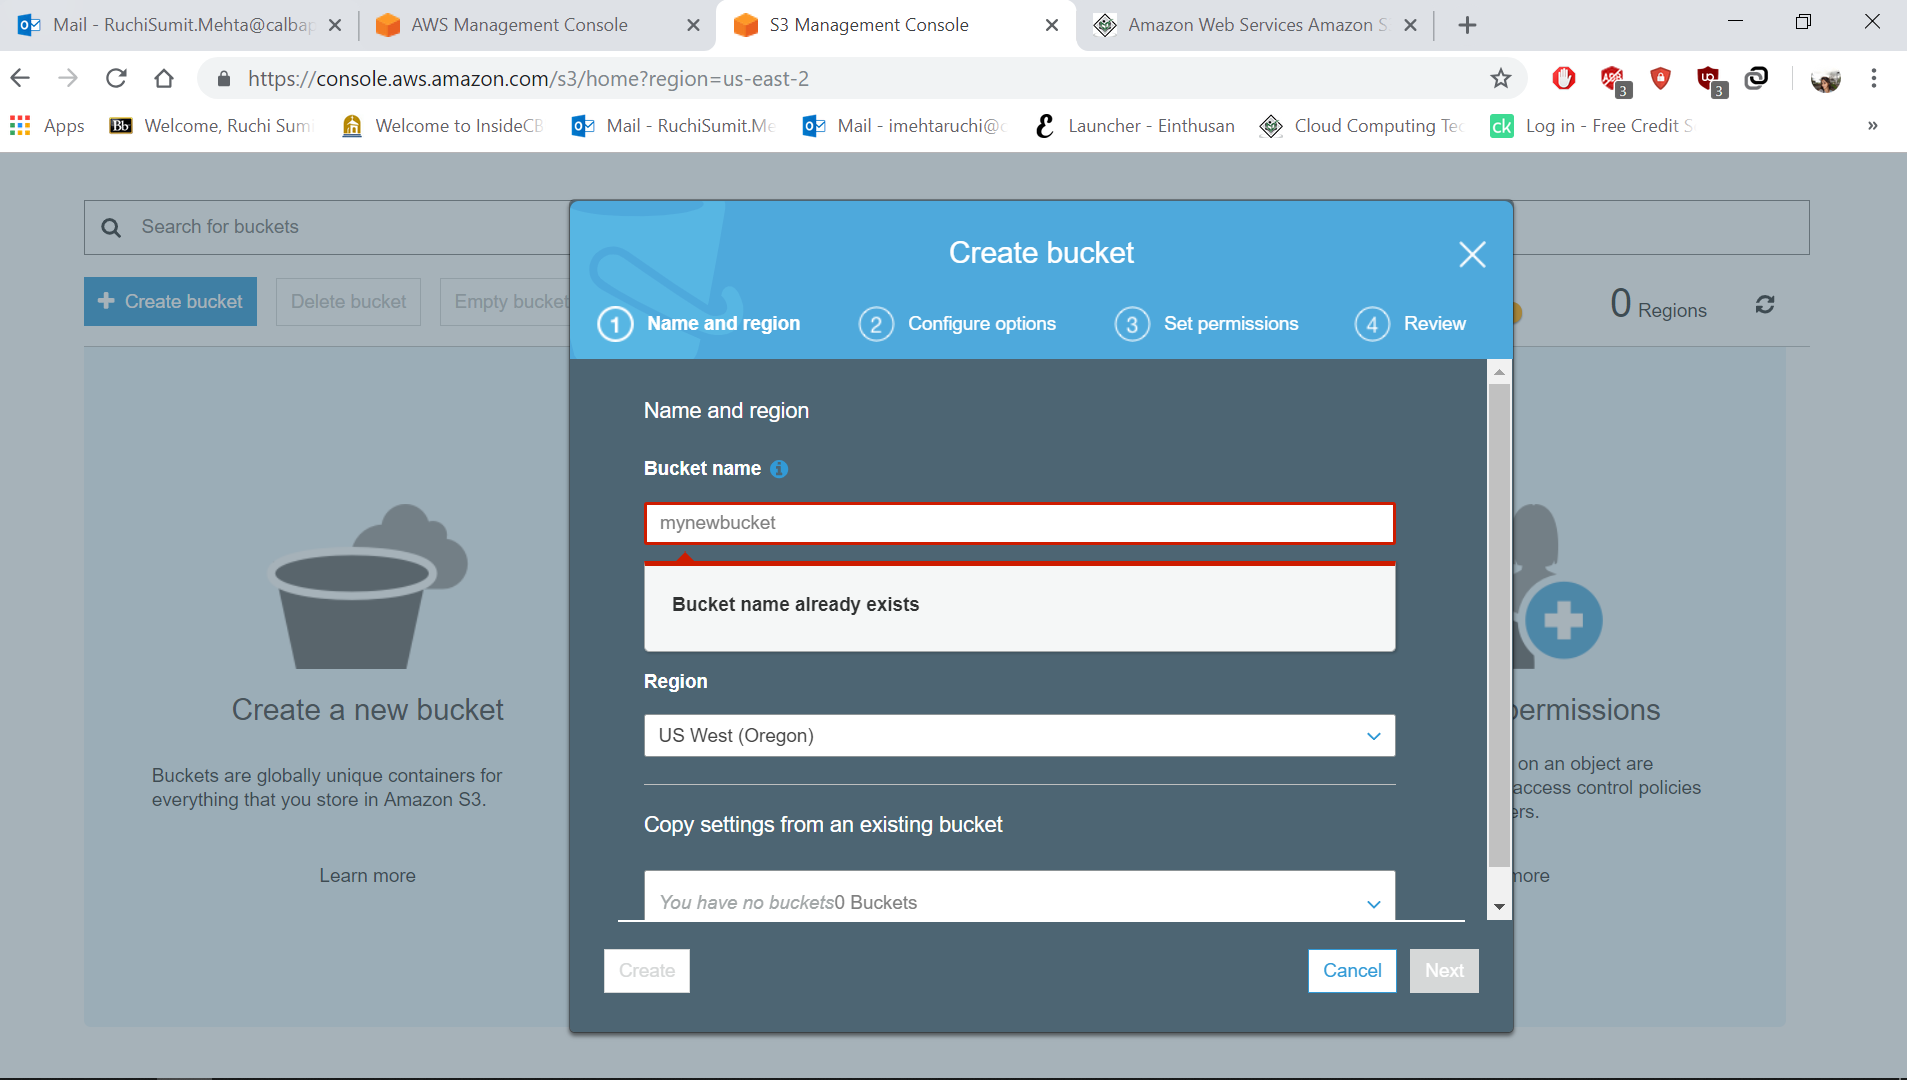 Mail - RuchiSumit.Mehta@calbap
AWS Management Console
S3 Management Console
Amazon Web Services Amazon S
https://console.aws.amazon.com/s3/home?region=us-east-2
3
3
Apps
Bb
Welcome, Ruchi Sum
Welcome to InsideCB
Mail - RuchiSumit.Me
Mail - imehtaruchi@c
Launcher - Einthusan
Cloud Computing Tec
ck
Log in - Free Credit S
»
Search for buckets
Create bucket
Delete bucket
Empty bucket
0 Regions
Create bucket
1 Name and region
2 Configure options
3 Set permissions
4 Review
Name and region
Bucket name
mynewbucket
Bucket name already exists
Region
US West (Oregon)
Copy settings from an existing bucket
You have no buckets0 Buckets
Create
Cancel
Next
Create a new bucket
Buckets are globally unique containers for
everything that you store in Amazon S3.
Learn more
permissions
on an object are
access control policies
ers.
more